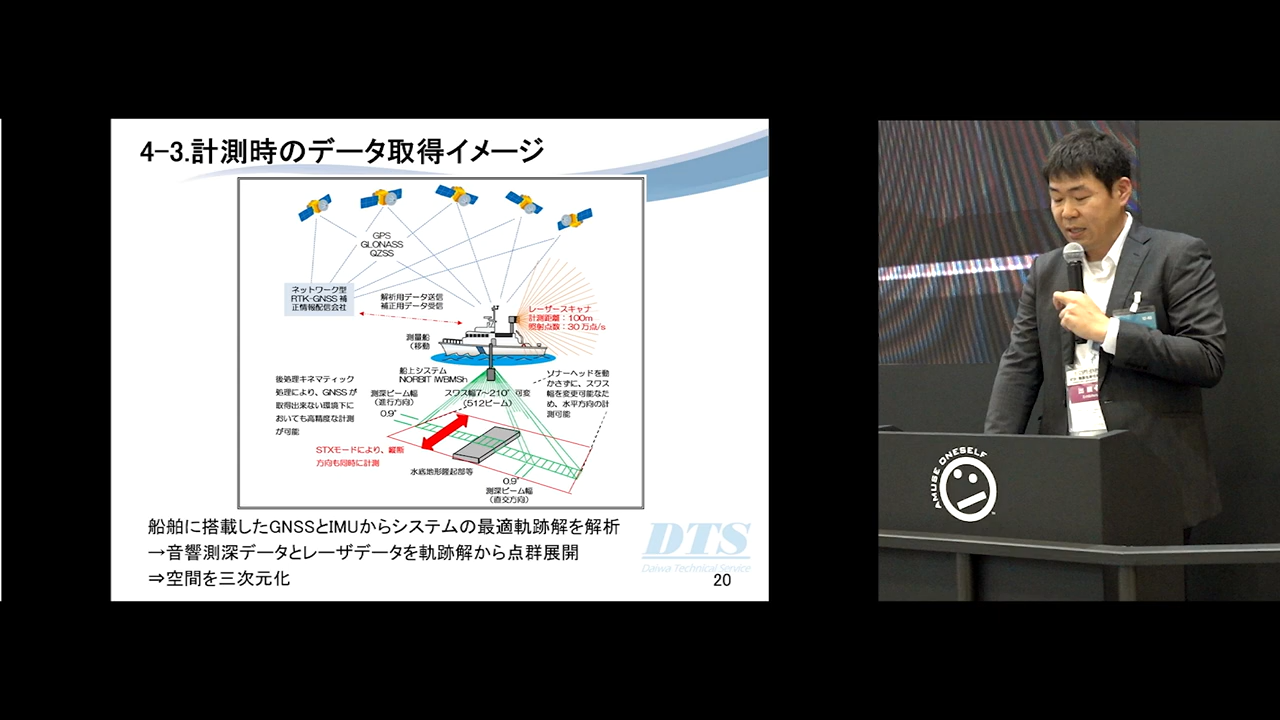 4-3.計測時のデータ取得イメージ
GPS
GLONASS
QZSS
ネットワーク型
RTK-GNSS 補
正情報配信会社
解析用データ送信
補正用データ受信
レーザースキャナ
計測距離：100m
照射点数：30万点/s
測量船
（移動
船上システム
NORBIT iWBMSh
後処理キネマティック
処理により、GNSSが
取得出来ない環境下に
おいても高精度な計測
が可能
測深ビーム幅
（進行方向）
0.9°
スワス幅7～210°可変
（512ビーム）
ソナーヘッドを動
かさずに、スワス
幅を変更可能なた
め、水平方向の計
測可能
STXモードにより、縦断
方向も同時に計測
水底地形隆起部等
0.9°
測深ビーム幅
（直交方向）
船舶に搭載したGNSSとIMUからシステムの最適軌跡解を解析
→音響測深データとレーザデータを軌跡解から点群展開
⇒空間を三次元化
DTS
Daiwa Technical Service
20
AMUSE ONESELF